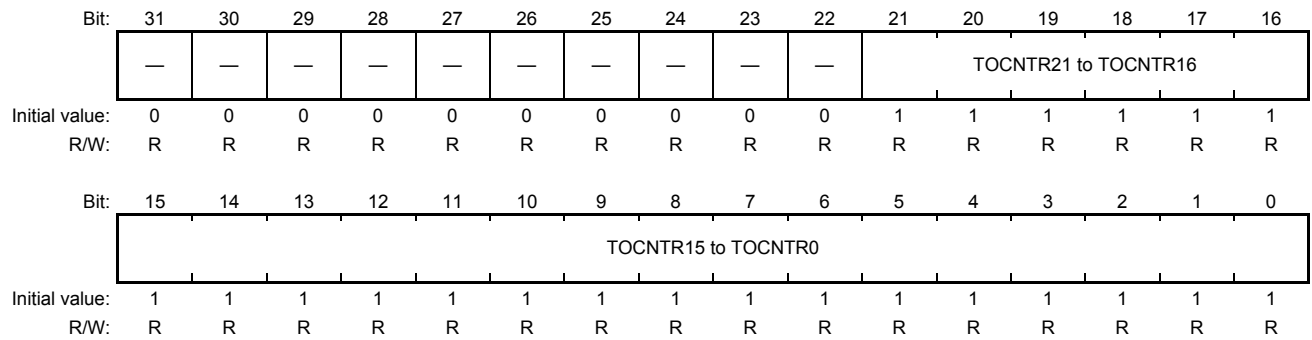 Bit: 31 30 29 28 27 26 25 24 23 22 21 20 19 18 17 16
— — — — — — — — — — TOCNTR21 to TOCNTR16
Initial value: 0 0 0 0 0 0 0 0 0 0 1 1 1 1 1 1
R/W: R R R R R R R R R R R R R R R R
Bit: 15 14 13 12 11 10 9 8 7 6 5 4 3 2 1 0
TOCNTR15 to TOCNTR0
Initial value: 1 1 1 1 1 1 1 1 1 1 1 1 1 1 1 1
R/W: R R R R R R R R R R R R R R R R